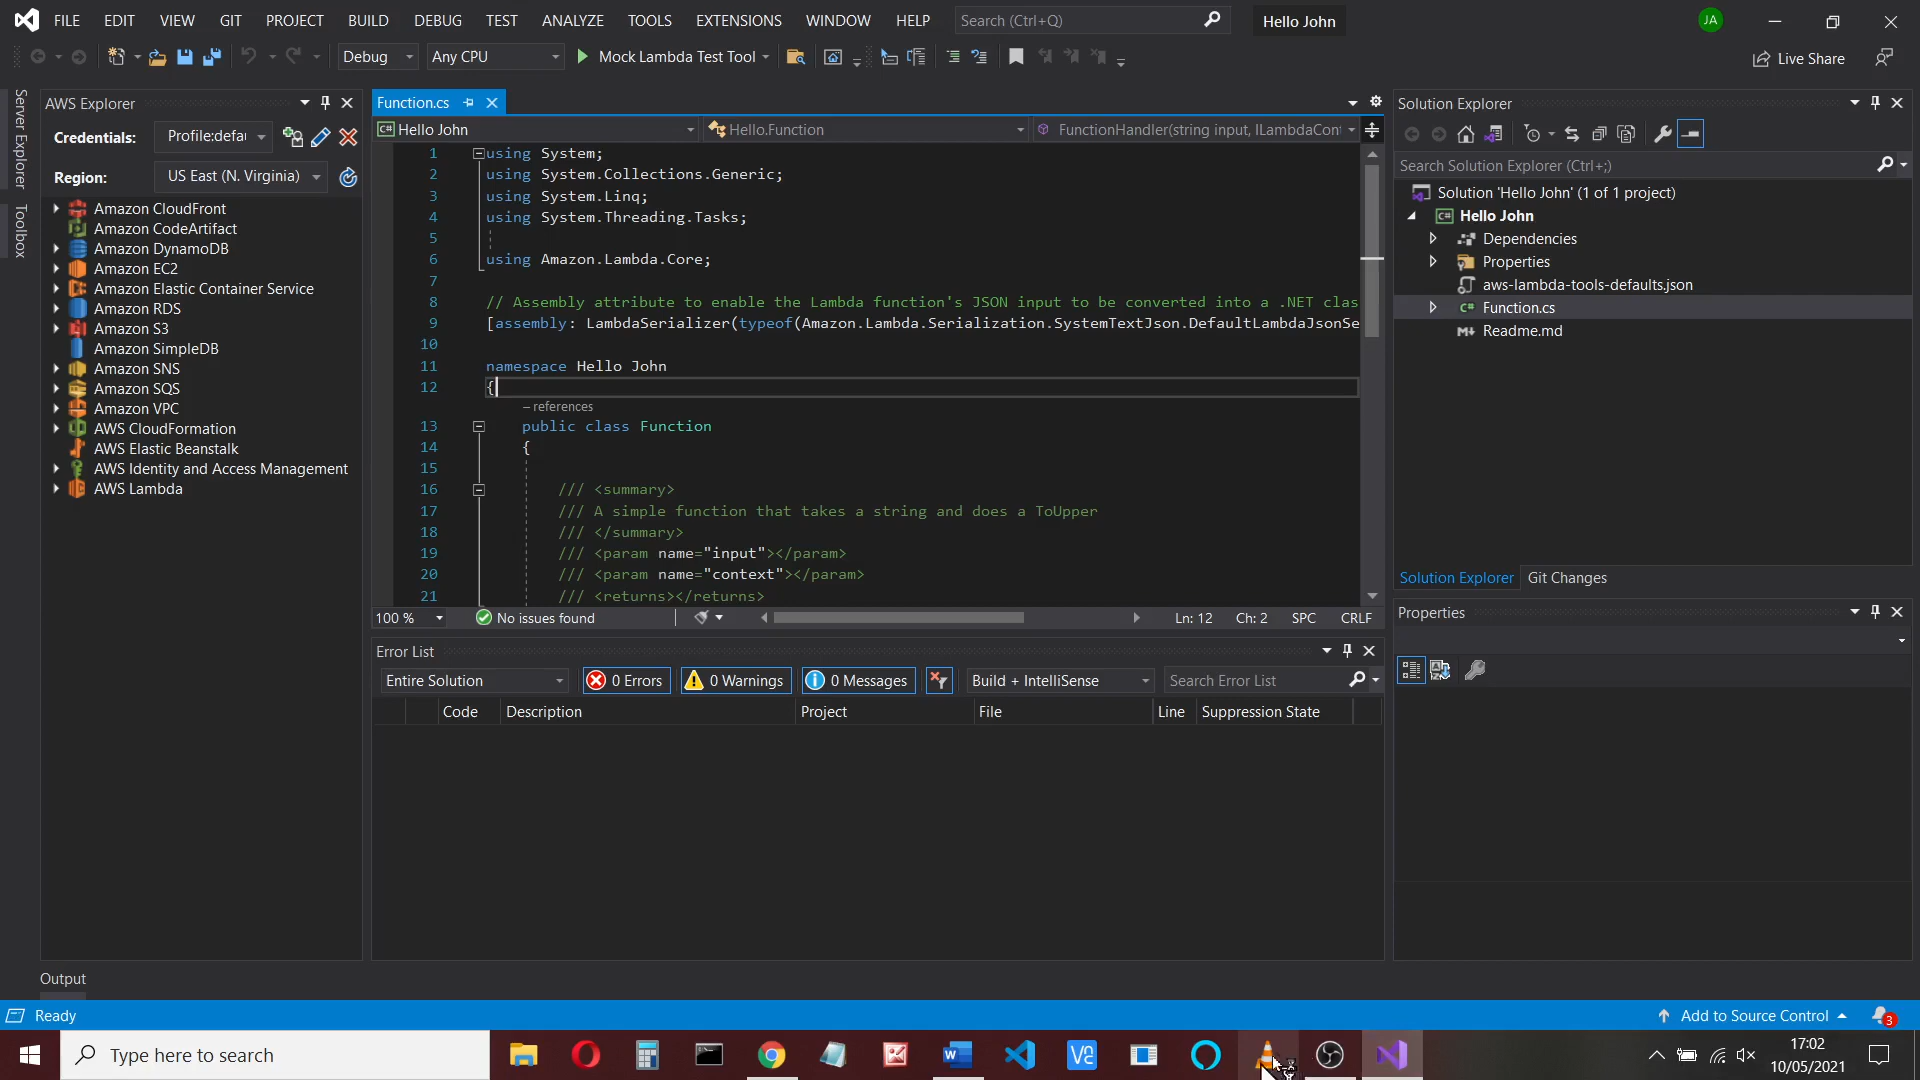 FILE EDIT VIEW GIT PROJECT BUILD DEBUG TEST ANALYZE TOOLS EXTENSIONS WINDOW HELP Search (Ctrl+Q) Hello John JA
Debug Any CPU Mock Lambda Test Tool Live Share
Server Explorer
Toolbox
AWS Explorer
Credentials: Profile:defau
Region: US East (N. Virginia)
Amazon CloudFront
Amazon CodeArtifact
Amazon DynamoDB
Amazon EC2
Amazon Elastic Container Service
Amazon RDS
Amazon S3
Amazon SimpleDB
Amazon SNS
Amazon SQS
Amazon VPC
AWS CloudFormation
AWS Elastic Beanstalk
AWS Identity and Access Management
AWS Lambda
Function.cs
C# Hello John Hello.Function FunctionHandler(string input, ILambdaCont
1 using System;
2 using System.Collections.Generic;
3 using System.Linq;
4 using System.Threading.Tasks;
5
6 using Amazon.Lambda.Core;
7
8 // Assembly attribute to enable the Lambda function's JSON input to be converted into a .NET clas
9 [assembly: LambdaSerializer(typeof(Amazon.Lambda.Serialization.SystemTextJson.DefaultLambdaJsonSe
10
11 namespace Hello John
12 {
– references
13 public class Function
14 {
15
16 /// <summary>
17 /// A simple function that takes a string and does a ToUpper
18 /// </summary>
19 /// <param name="input"></param>
20 /// <param name="context"></param>
21 /// <returns></returns>
100 % No issues found Ln: 12 Ch: 2 SPC CRLF
Error List
Entire Solution 0 Errors 0 Warnings 0 Messages Build + IntelliSense Search Error List
Code Description Project File Line Suppression State
Solution Explorer
Search Solution Explorer (Ctrl+;)
Solution 'Hello John' (1 of 1 project)
C# Hello John
Dependencies
Properties
aws-lambda-tools-defaults.json
C# Function.cs
Readme.md
Solution Explorer Git Changes
Properties
Output
Ready Add to Source Control 3
Type here to search 17:02
10/05/2021